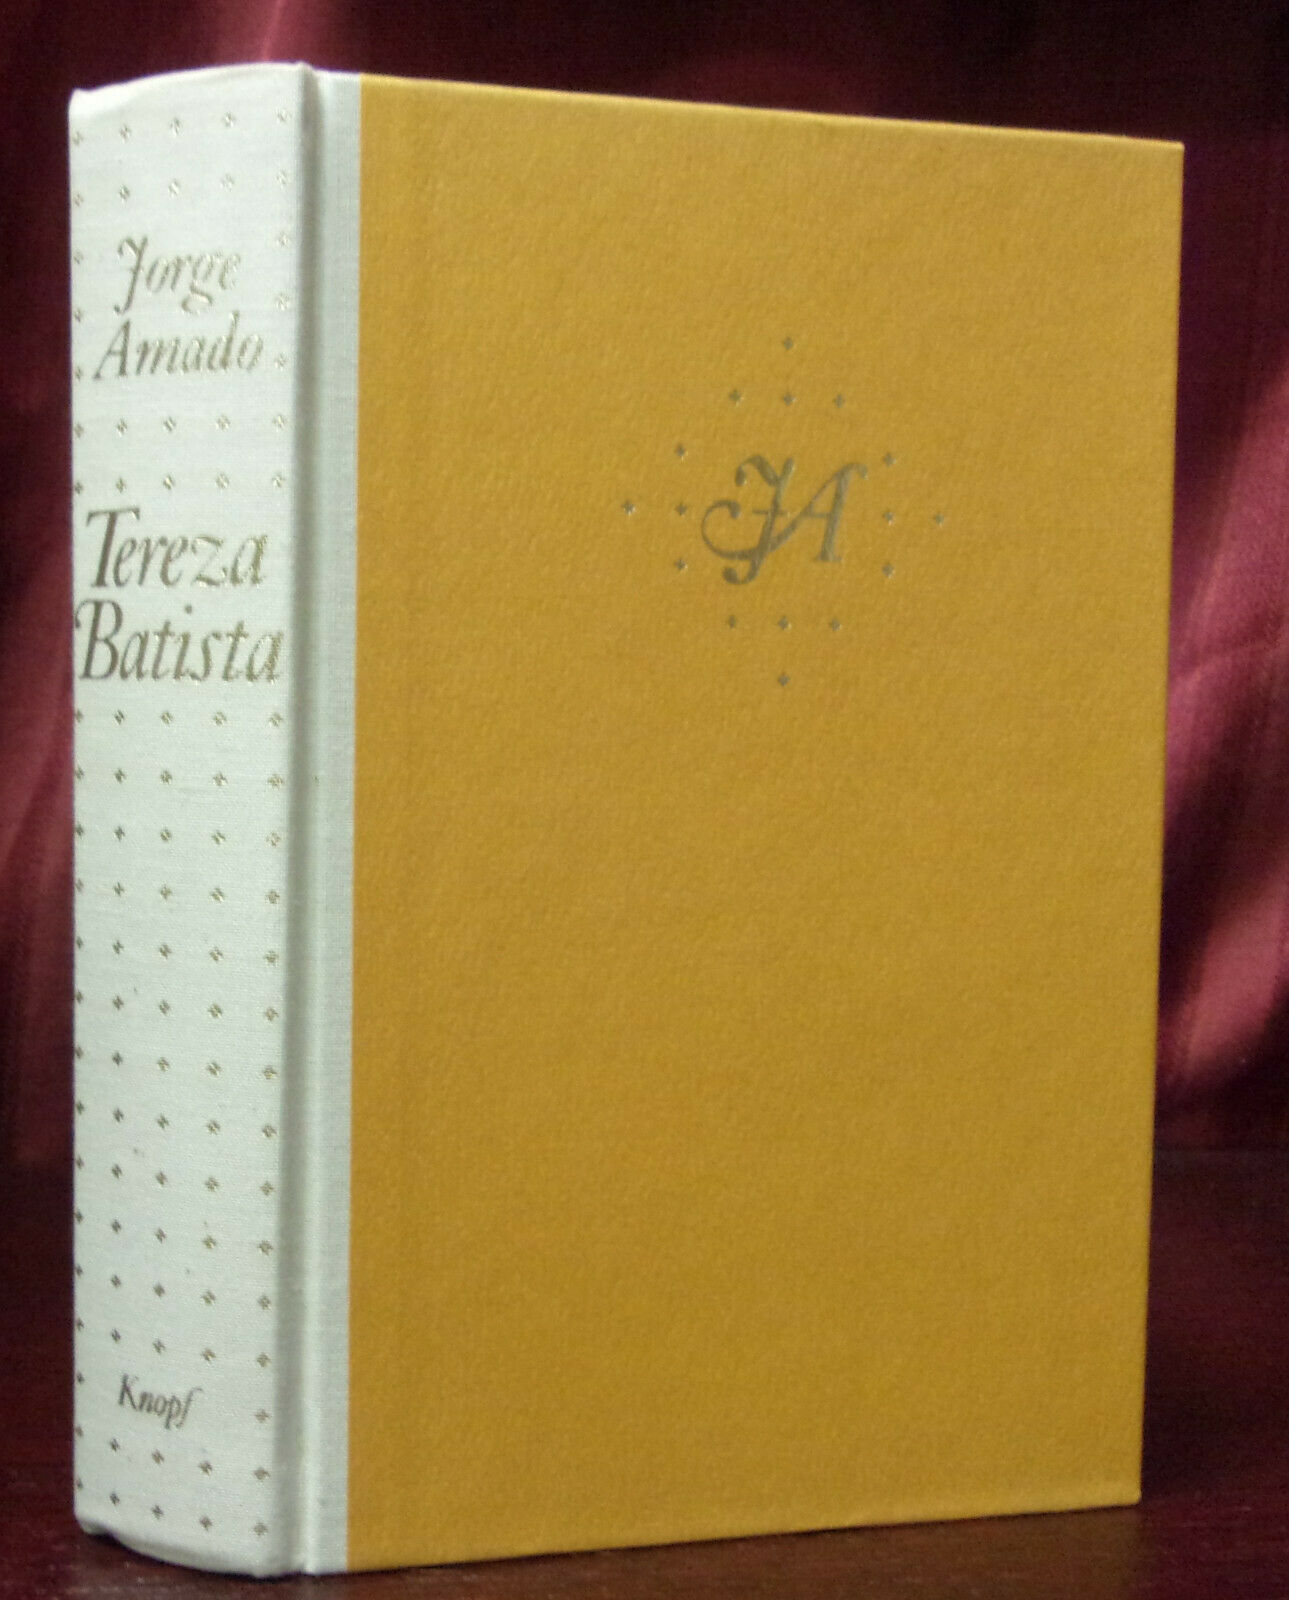 Jorge
Amado
Tereza
Batista
Knopf
JA